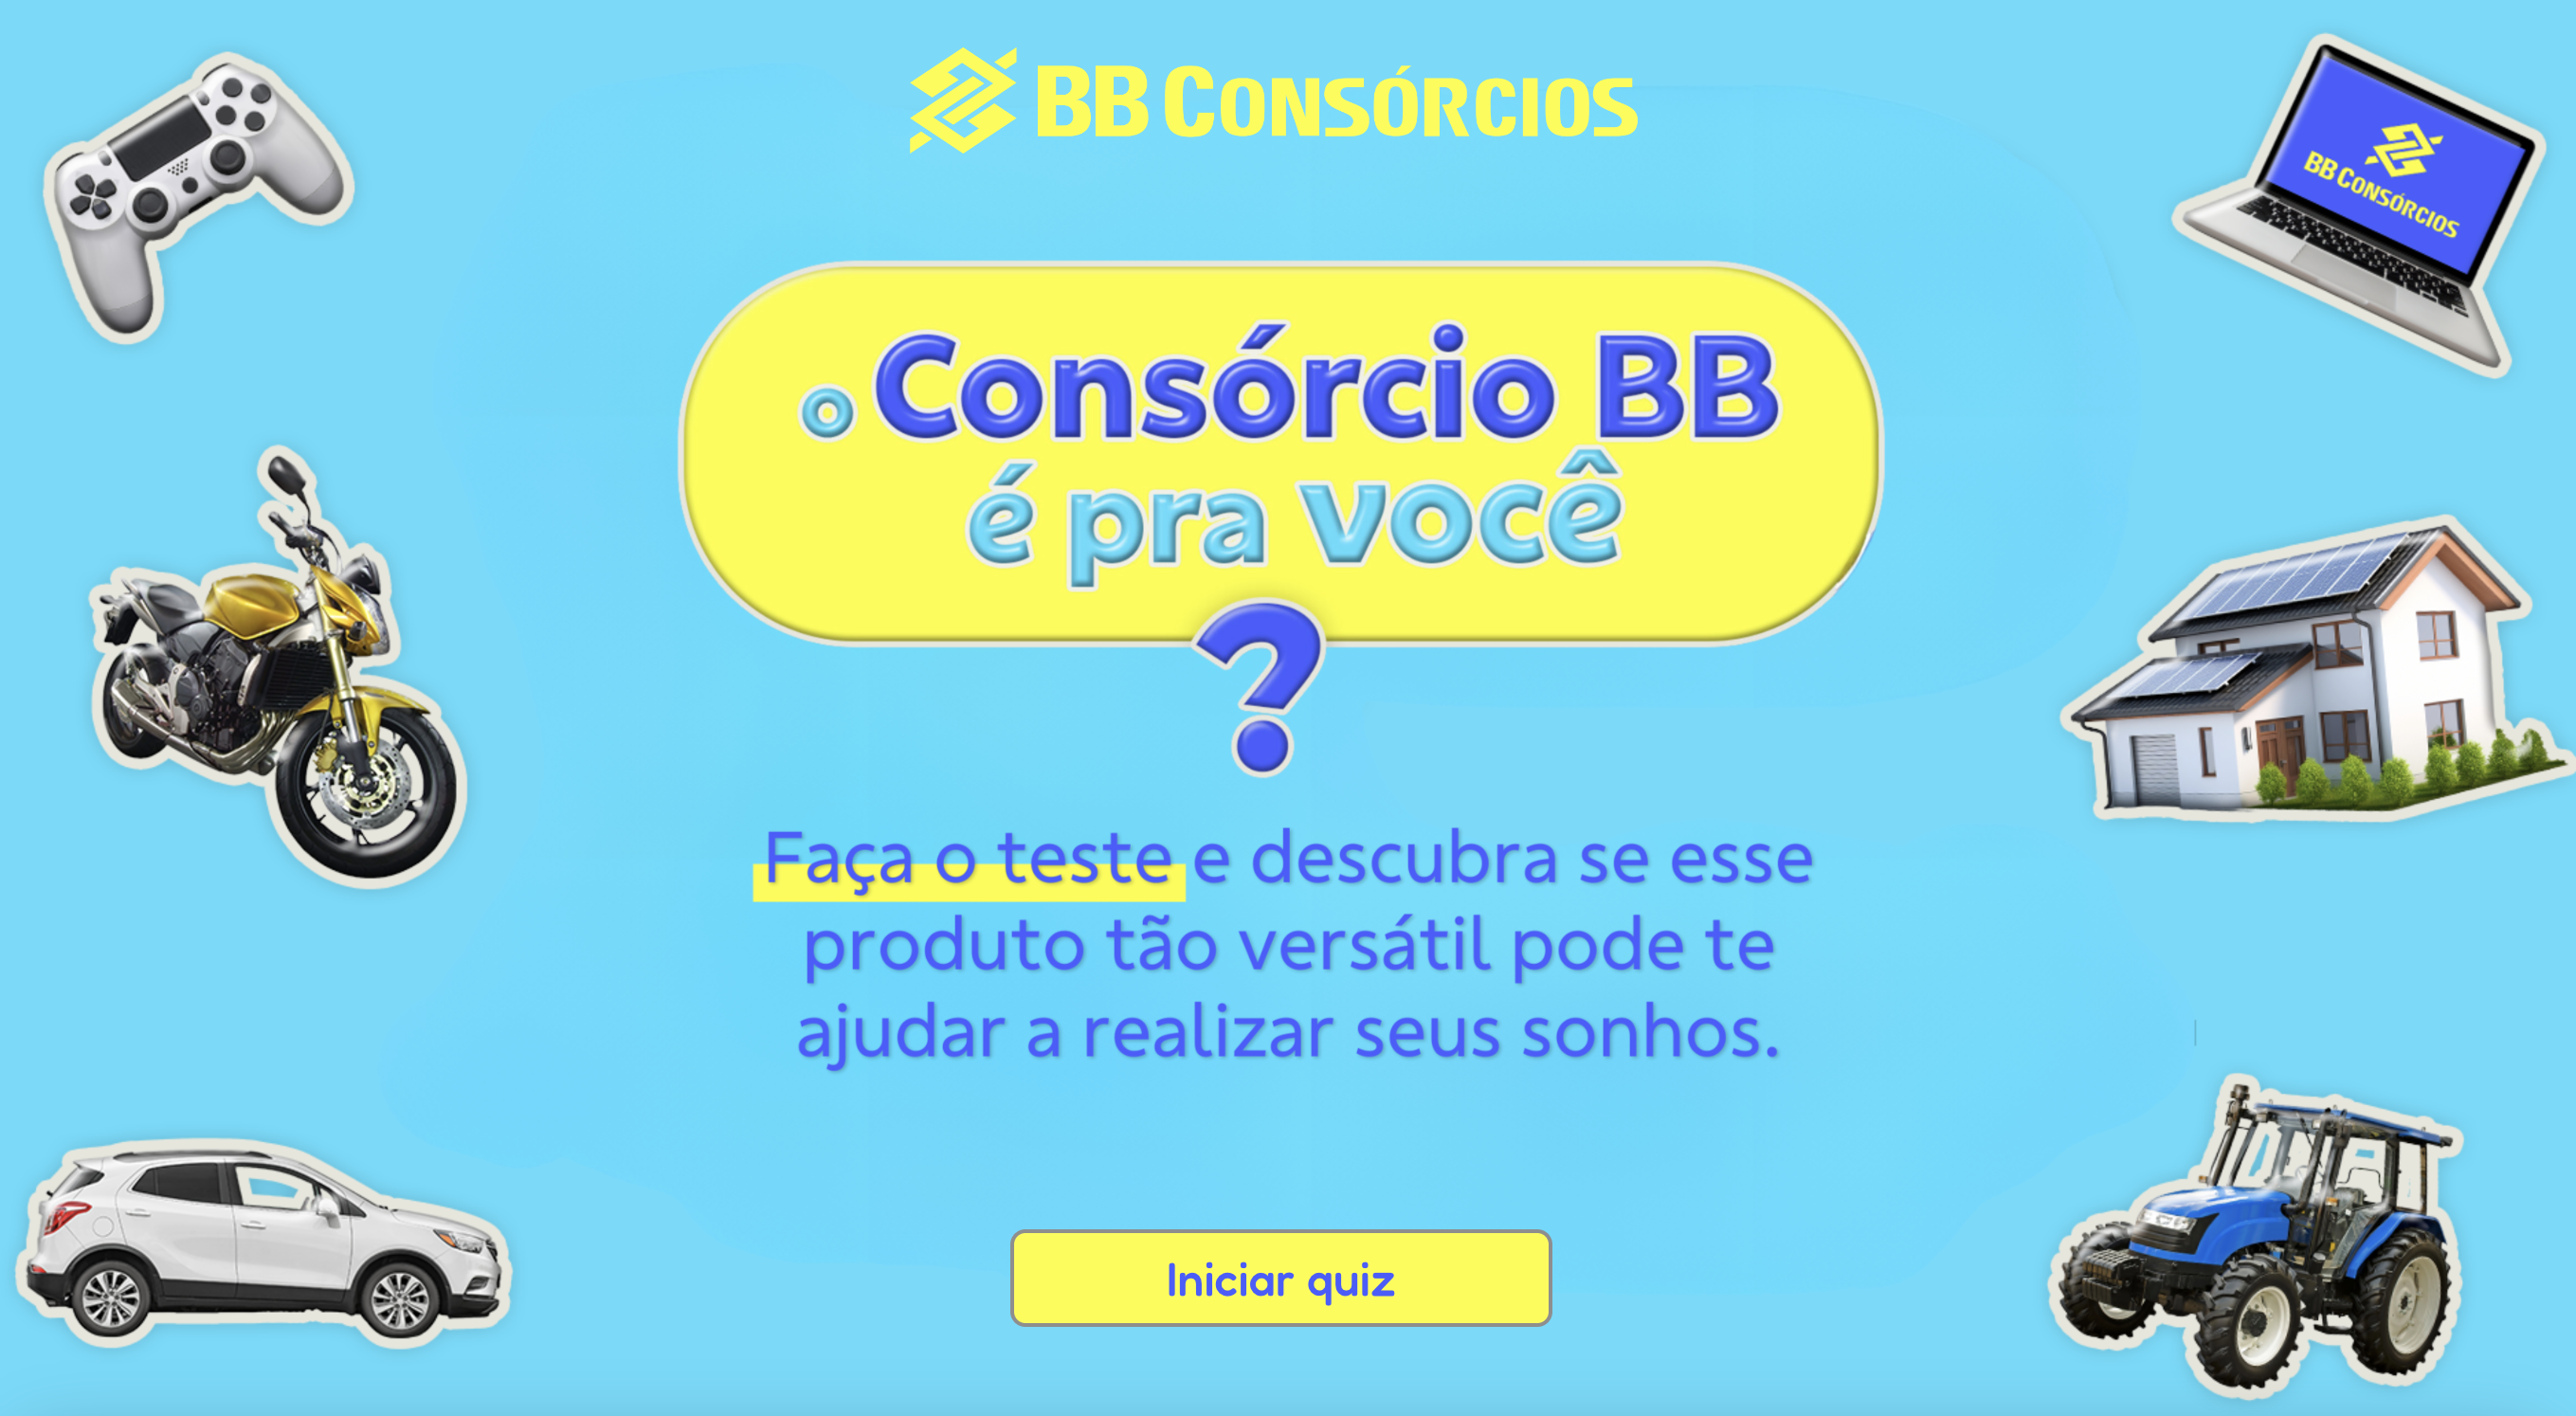 BB CONSÓRCIOS
BB CONSÓRCIOS
o Consórcio BB
é pra você
?
Faça o teste e descubra se esse
produto tão versátil pode te
ajudar a realizar seus sonhos.
Iniciar quiz